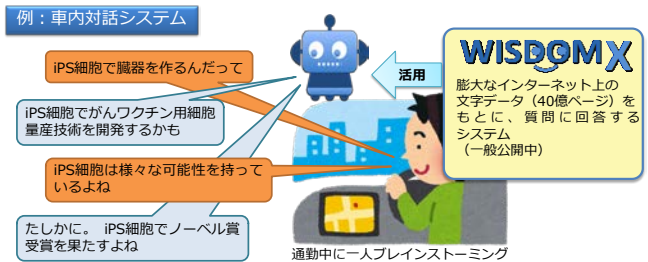 例：車内対話システム
iPS細胞で臓器を作るんだって
iPS細胞でがんワクチン用細胞
量産技術を開発するかも
iPS細胞は様々な可能性を持って
いるよね
たしかに。 iPS細胞でノーベル賞
受賞を果たすよね
活用
WISDOM X
膨大なインターネット上の
文字データ（40億ページ）を
もとに、質問に回答する
システム
（一般公開中）
通勤中に一人ブレインストーミング